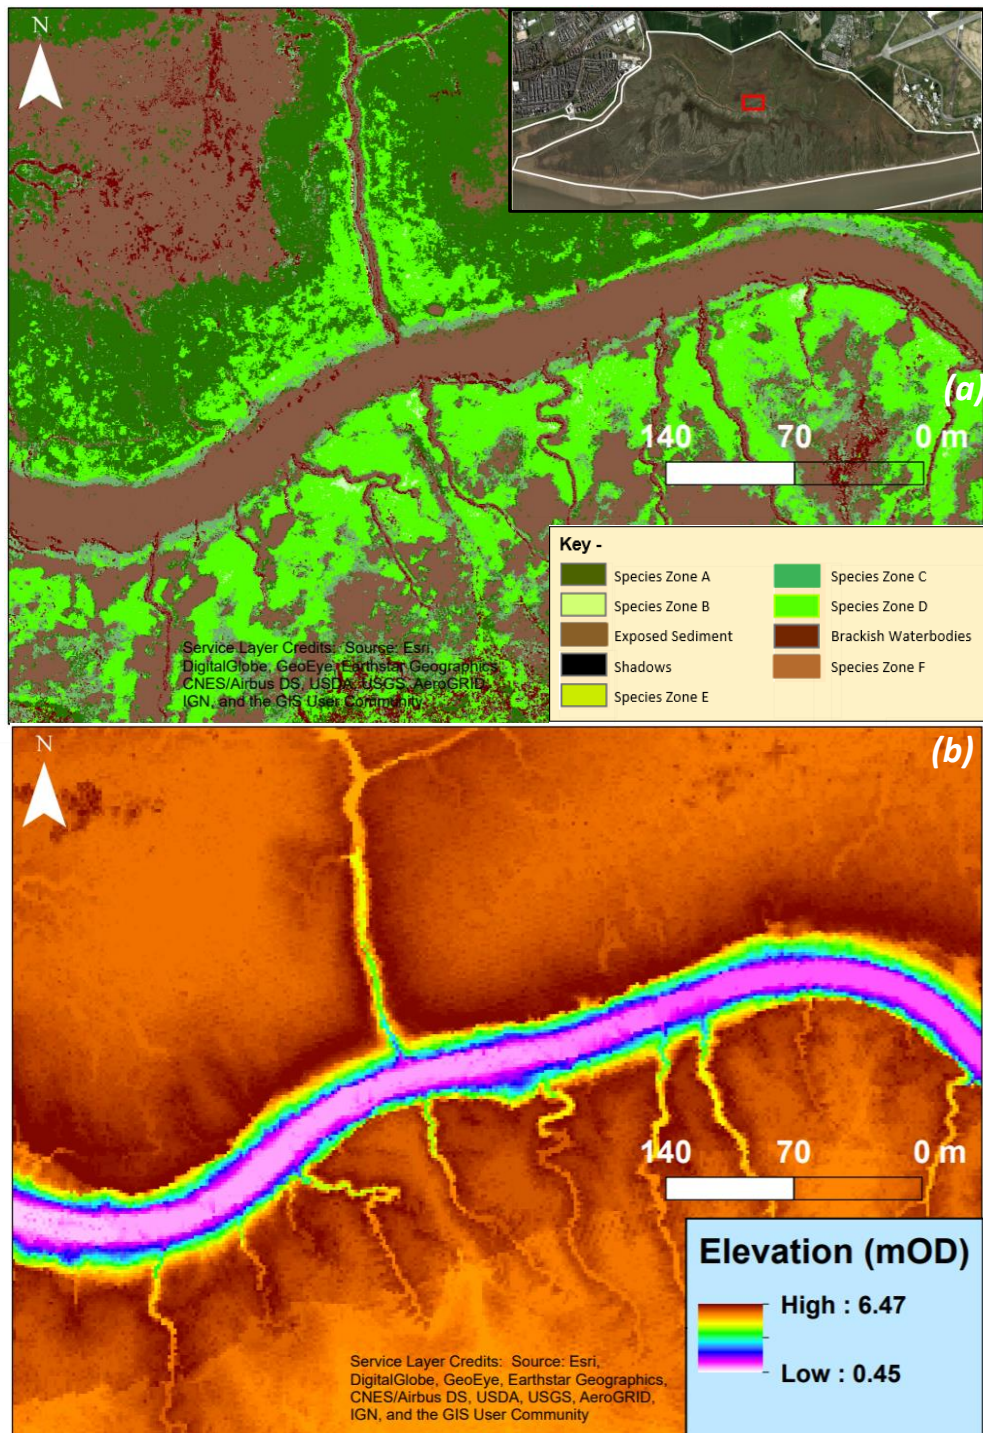 N
(a)
140 70 0 m
Key -
Species Zone A
Species Zone B
Exposed Sediment
Shadows
Species Zone E
Species Zone C
Species Zone D
Brackish Waterbodies
Species Zone F
Service Layer Credits: Source: Esri,
DigitalGlobe, GeoEye, Earthstar Geographics,
CNES/Airbus DS, USDA, USGS, AeroGRID,
IGN, and the GIS User Community
N
(b)
140 70 0 m
Elevation (mOD)
High : 6.47
Low : 0.45
Service Layer Credits: Source: Esri,
DigitalGlobe, GeoEye, Earthstar Geographics,
CNES/Airbus DS, USDA, USGS, AeroGRID,
IGN, and the GIS User Community